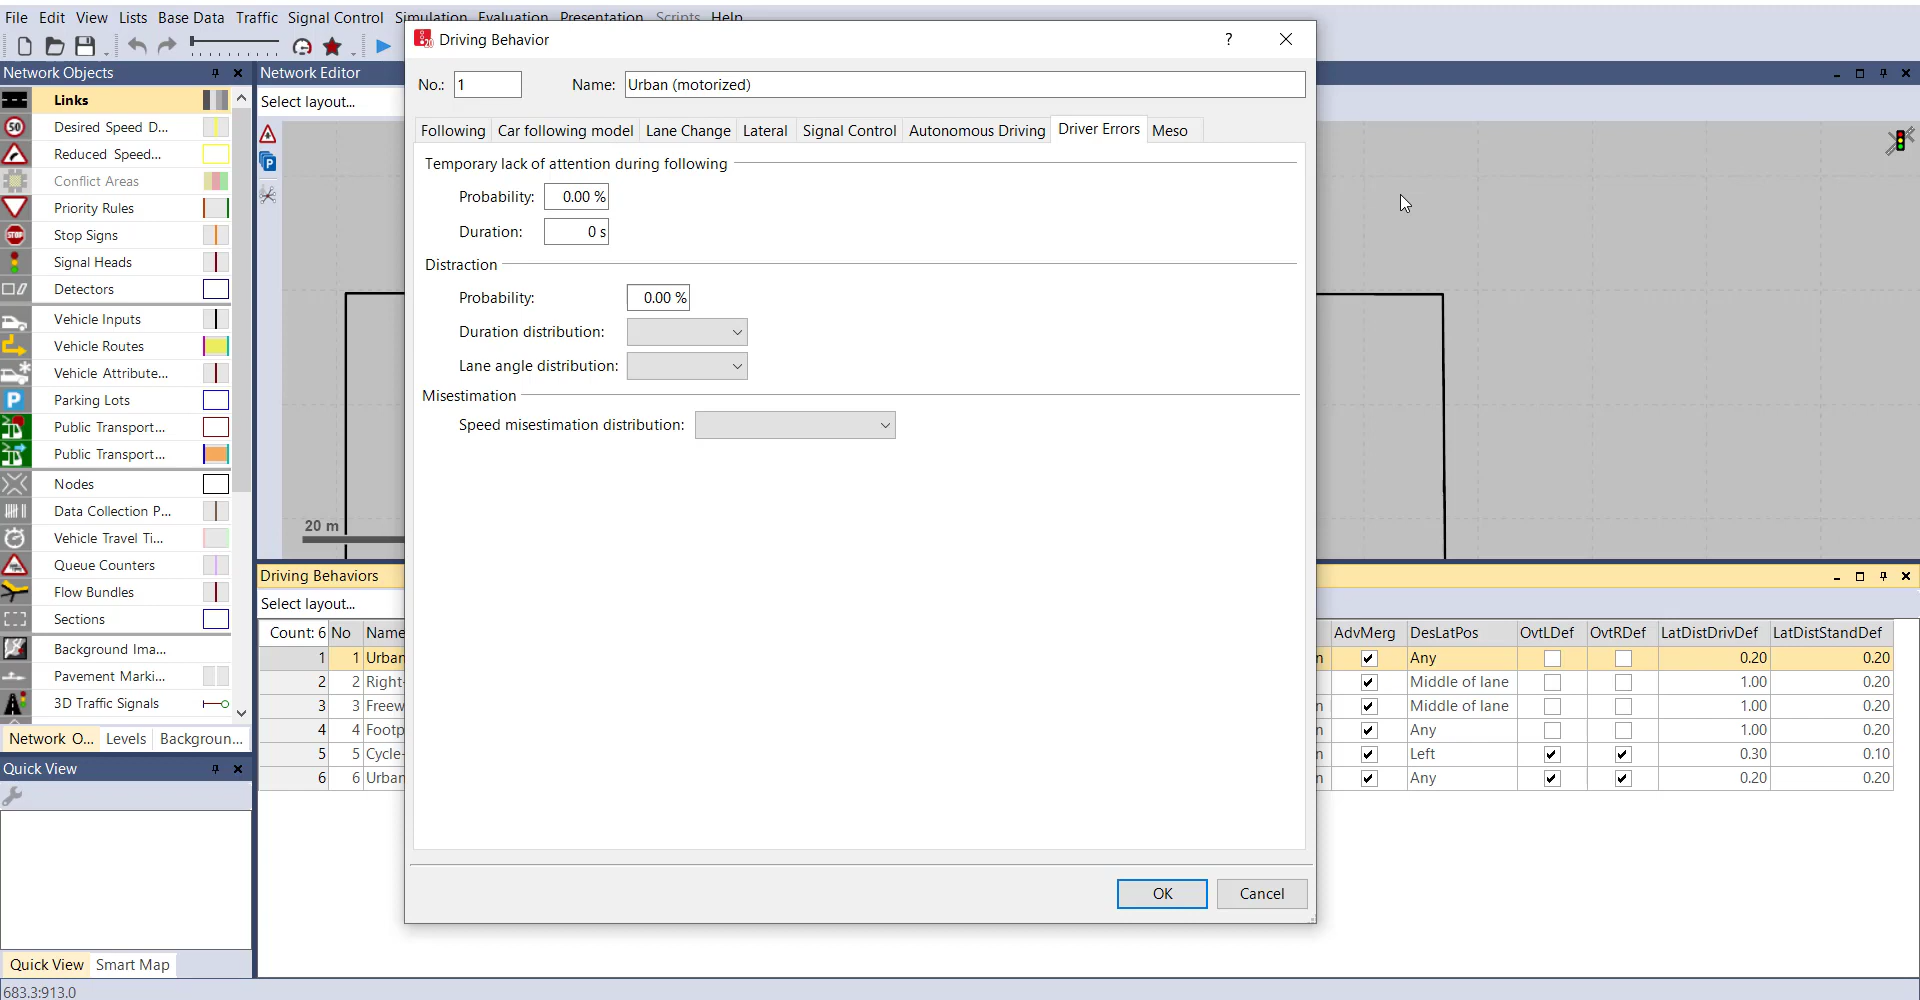 File Edit View Lists Base Data Traffic Signal Control Simulation Evaluation Presentation Scripts Help
Network Objects
Links
50 Desired Speed D...
Reduced Speed...
Conflict Areas
Priority Rules
STOP Stop Signs
Signal Heads
Detectors
Vehicle Inputs
Vehicle Routes
Vehicle Attribute...
P Parking Lots
Public Transport...
Public Transport...
Nodes
Data Collection P...
Vehicle Travel Ti...
Queue Counters
Flow Bundles
Sections
Background Ima...
Pavement Marki...
3D Traffic Signals
Network O... Levels Backgroun...
Quick View
Quick View Smart Map
683.3:913.0
Network Editor
Select layout...
P
20 m
Driving Behavior ?
No.: 1 Name: Urban (motorized)
Following Car following model Lane Change Lateral Signal Control Autonomous Driving Driver Errors Meso
Temporary lack of attention during following
Probability: 0.00 %
Duration: 0 s
Distraction
Probability: 0.00 %
Duration distribution:
Lane angle distribution:
Misestimation
Speed misestimation distribution:
OK Cancel
Driving Behaviors
Select layout...
Count: 6 No Name AdvMerg DesLatPos OvtLDef OvtRDef LatDistDrivDef LatDistStandDef
1 1 Urban n Any 0.20 0.20
2 2 Right- Middle of lane 1.00 0.20
3 3 Freew n Middle of lane 1.00 0.20
4 4 Footp n Any 1.00 0.20
5 5 Cycle- n Left 0.30 0.10
6 6 Urban n Any 0.20 0.20